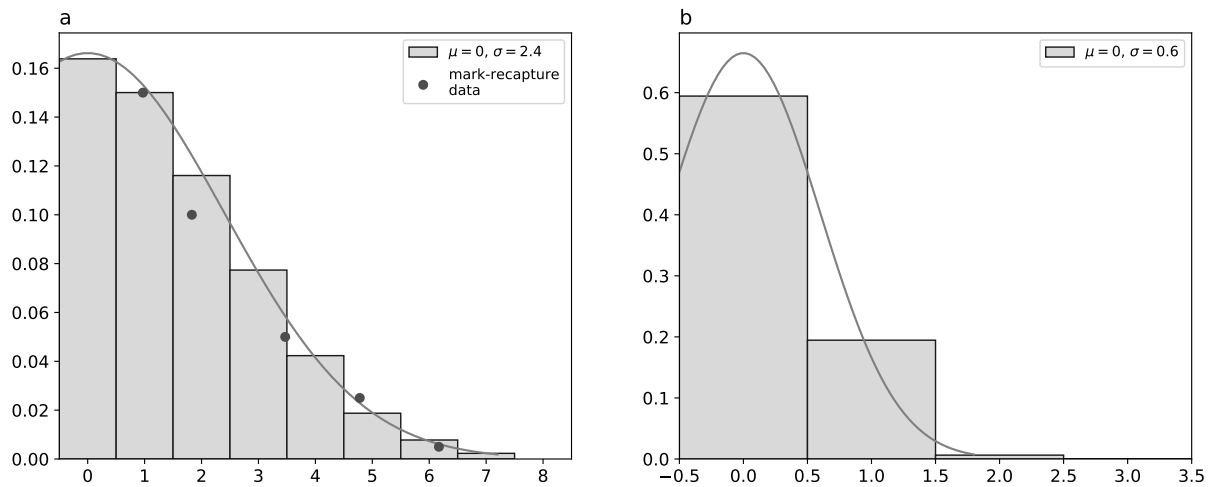 a
μ = 0, σ = 2.4
mark-recapture
data
0.16
0.14
0.12
0.10
0.08
0.06
0.04
0.02
0.00
0 1 2 3 4 5 6 7 8
b
μ = 0, σ = 0.6
0.6
0.5
0.4
0.3
0.2
0.1
0.0
−0.5 0.0 0.5 1.0 1.5 2.0 2.5 3.0 3.5